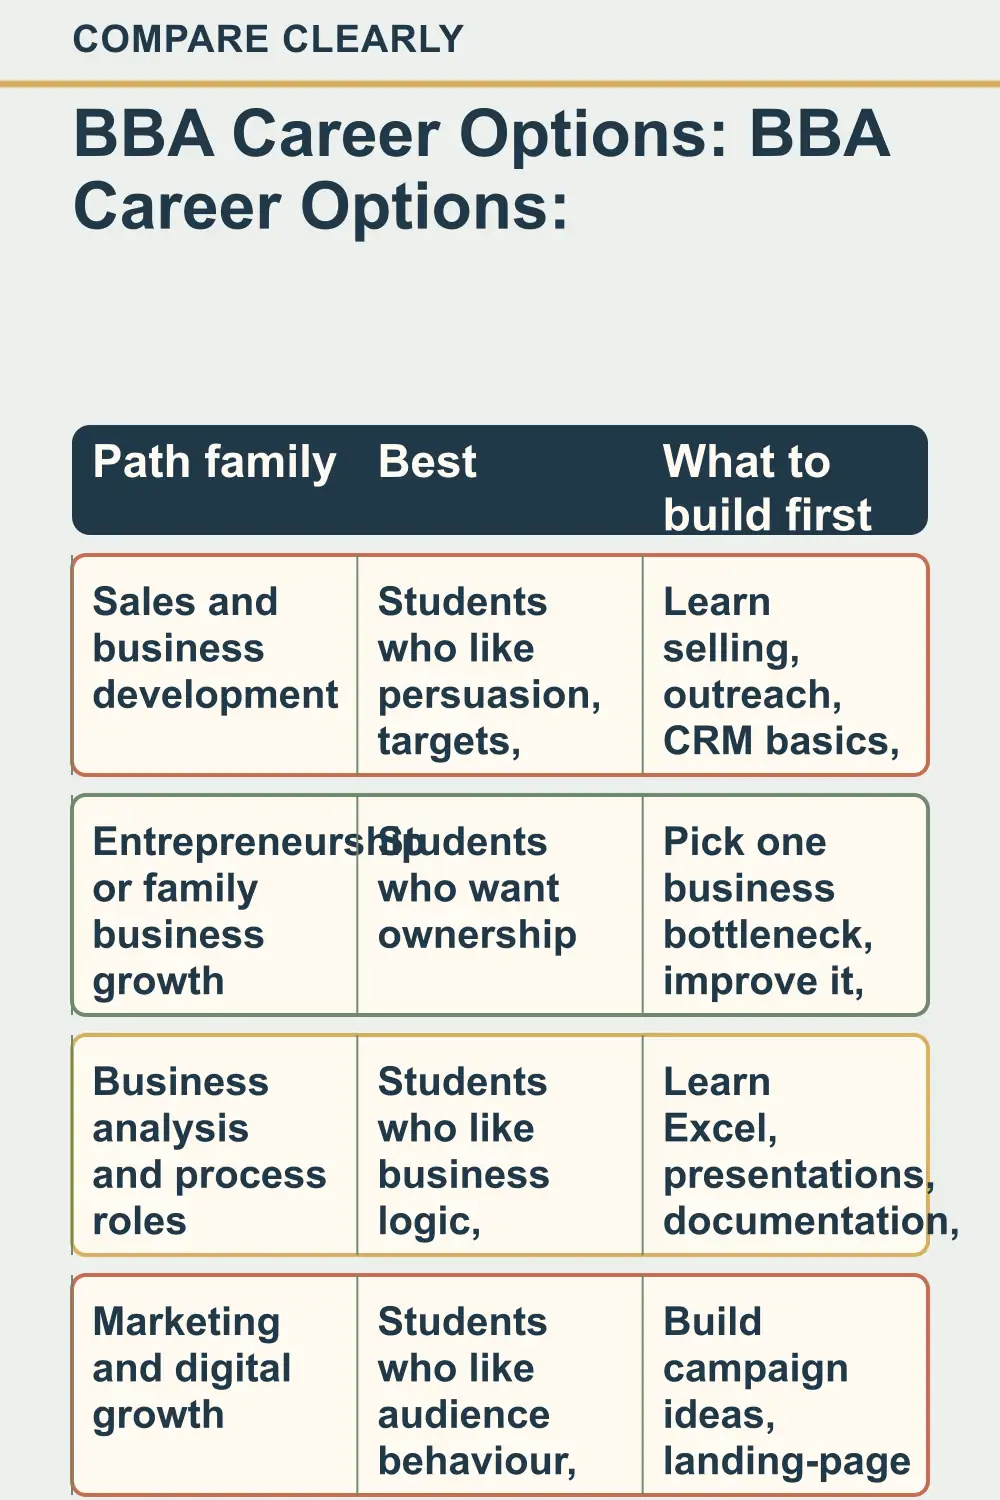 COMPARE CLEARLY
BBA Career Options: BBA
Career Options:
Path family
Best
What to
build first
Sales and
business
development
Students
who like
persuasion,
targets,
Learn
selling,
outreach,
CRM basics,
Entrepreneurship
or family
business
growth
Students
who want
ownership
Pick one
business
bottleneck,
improve it,
Business
analysis
and process
roles
Students
who like
business
logic,
Learn
Excel,
presentations,
documentation,
Marketing
and digital
growth
Students
who like
audience
behaviour,
Build
campaign
ideas,
landing-page